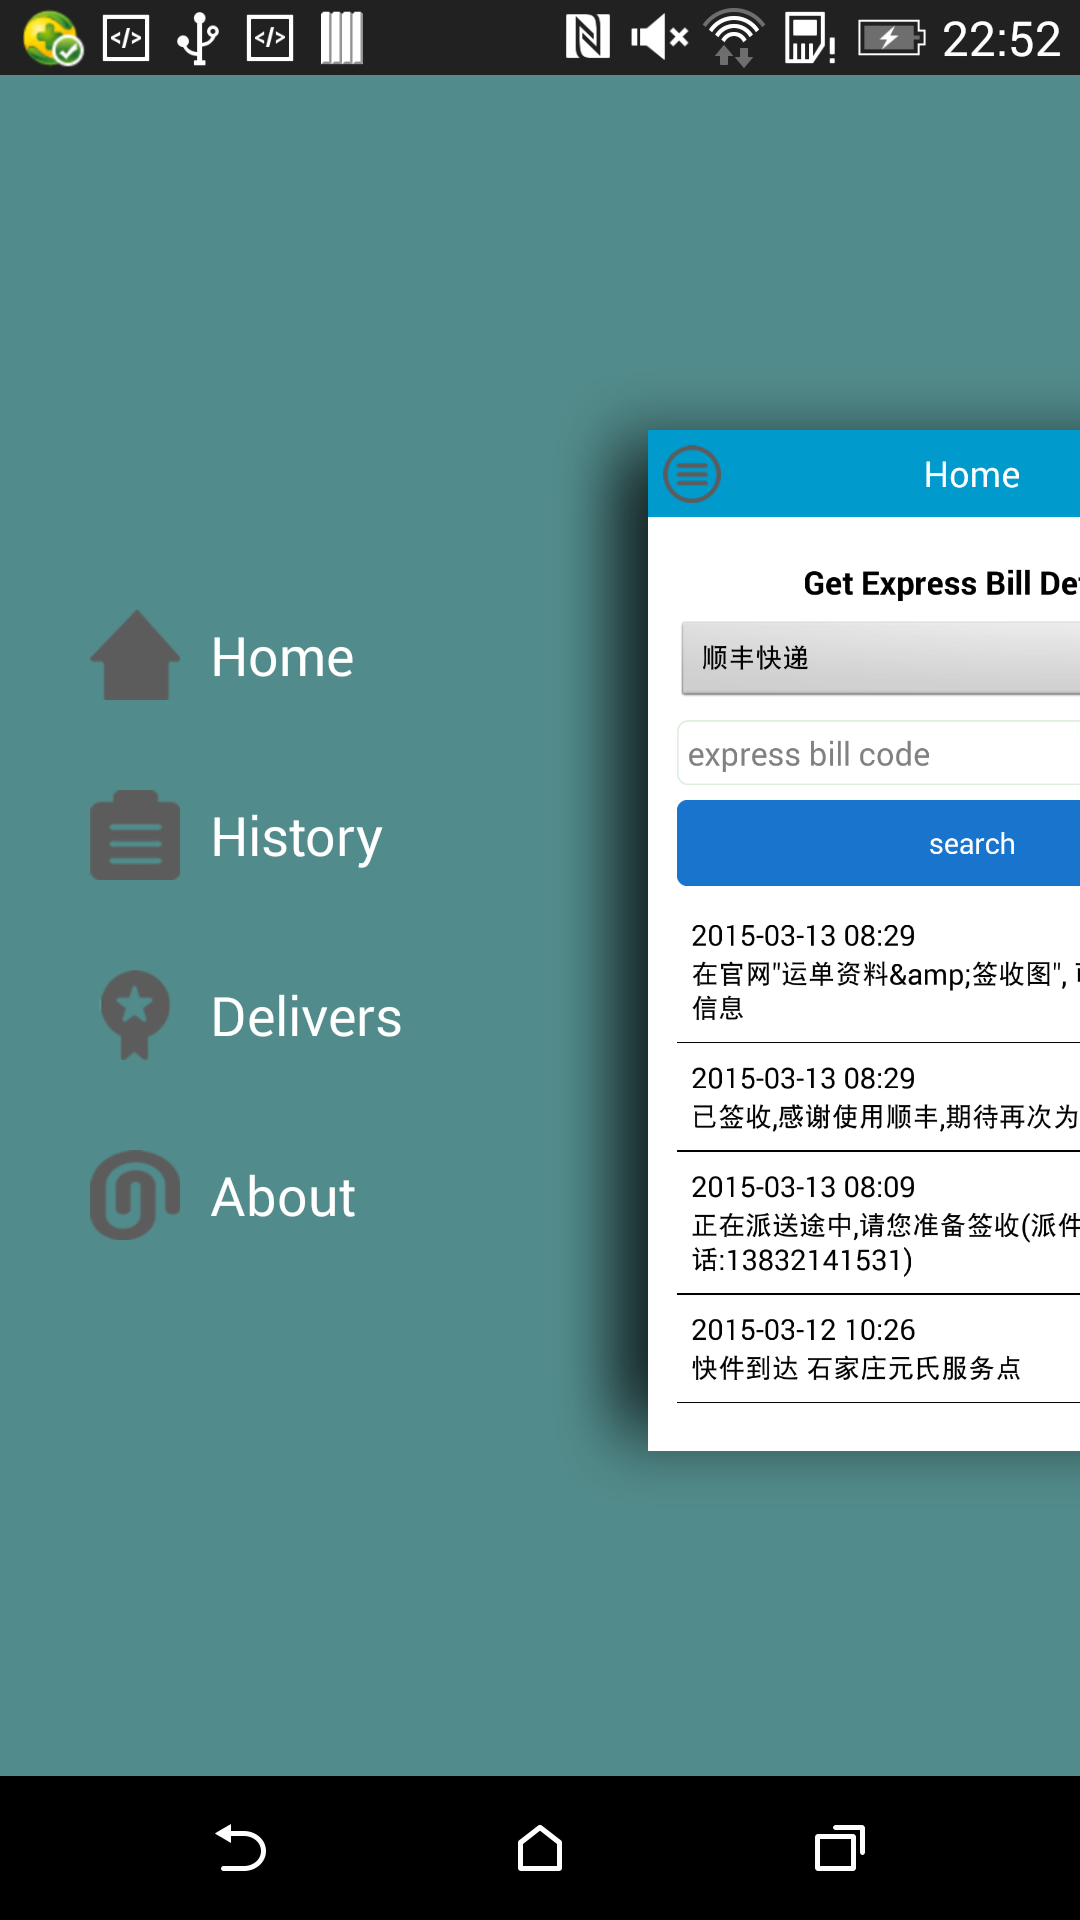 22:52
Home
History
Delivers
About
Home
Get Express Bill De
顺丰快递
express bill code
search
2015-03-13 08:29
在官网"运单资料&amp;签收图",
信息
2015-03-13 08:29
已签收,感谢使用顺丰,期待再次为
2015-03-13 08:09
正在派送途中,请您准备签收(派件
话:13832141531)
2015-03-12 10:26
快件到达 石家庄元氏服务点